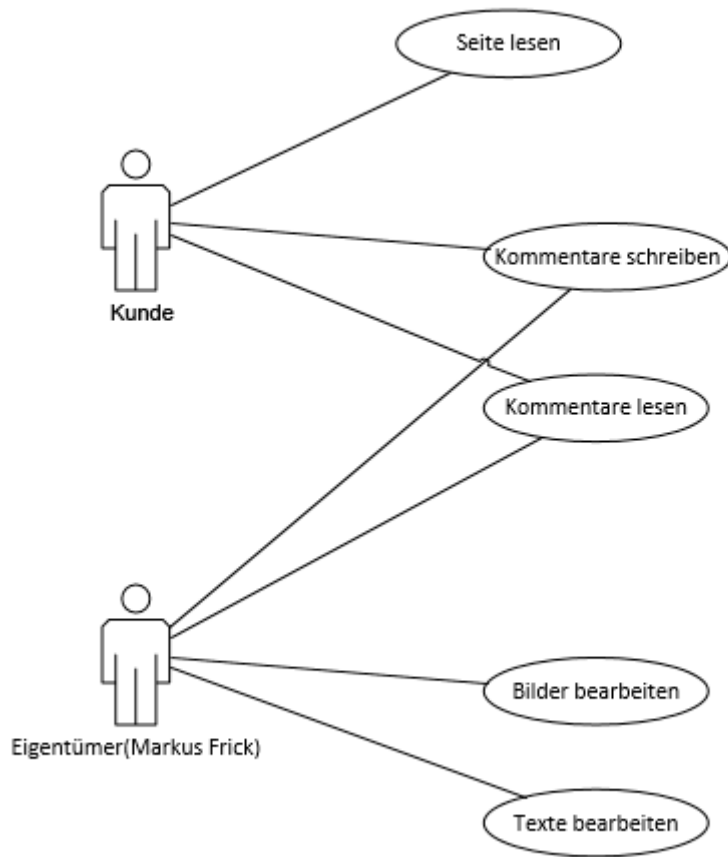 Seite lesen
Kommentare schreiben
Kunde
Kommentare lesen
Bilder bearbeiten
Eigentümer(Markus Frick)
Texte bearbeiten